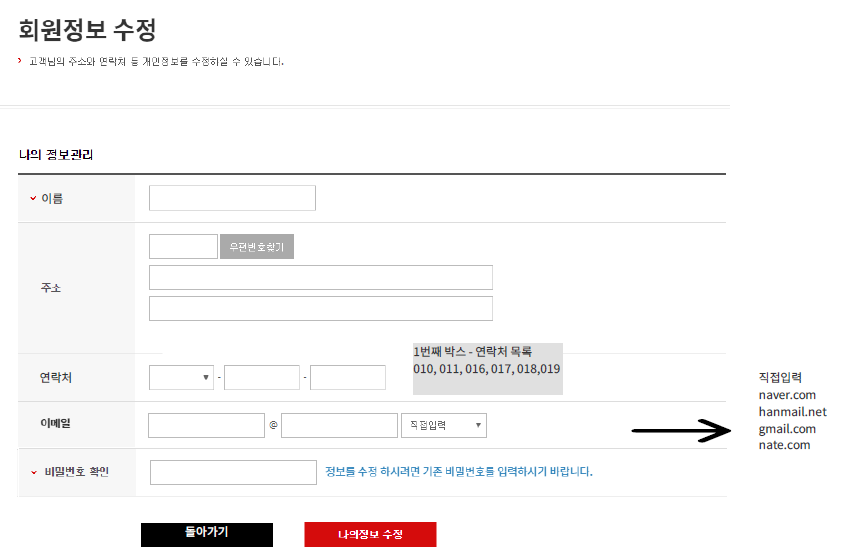 회원정보 수정
고객님의 주소와 연락처 등 개인정보를 수정하실 수 있습니다.
나의 정보관리
이름
우편번호찾기
주소
1번째 박스 - 연락처 목록
010, 011, 016, 017, 018,019
연락처 - -
이메일 @ 직접입력
직접입력
naver.com
hanmail.net
gmail.com
nate.com
비밀번호 확인 정보를 수정 하시려면 기존 비밀번호를 입력하시기 바랍니다.
돌아가기 나의정보 수정